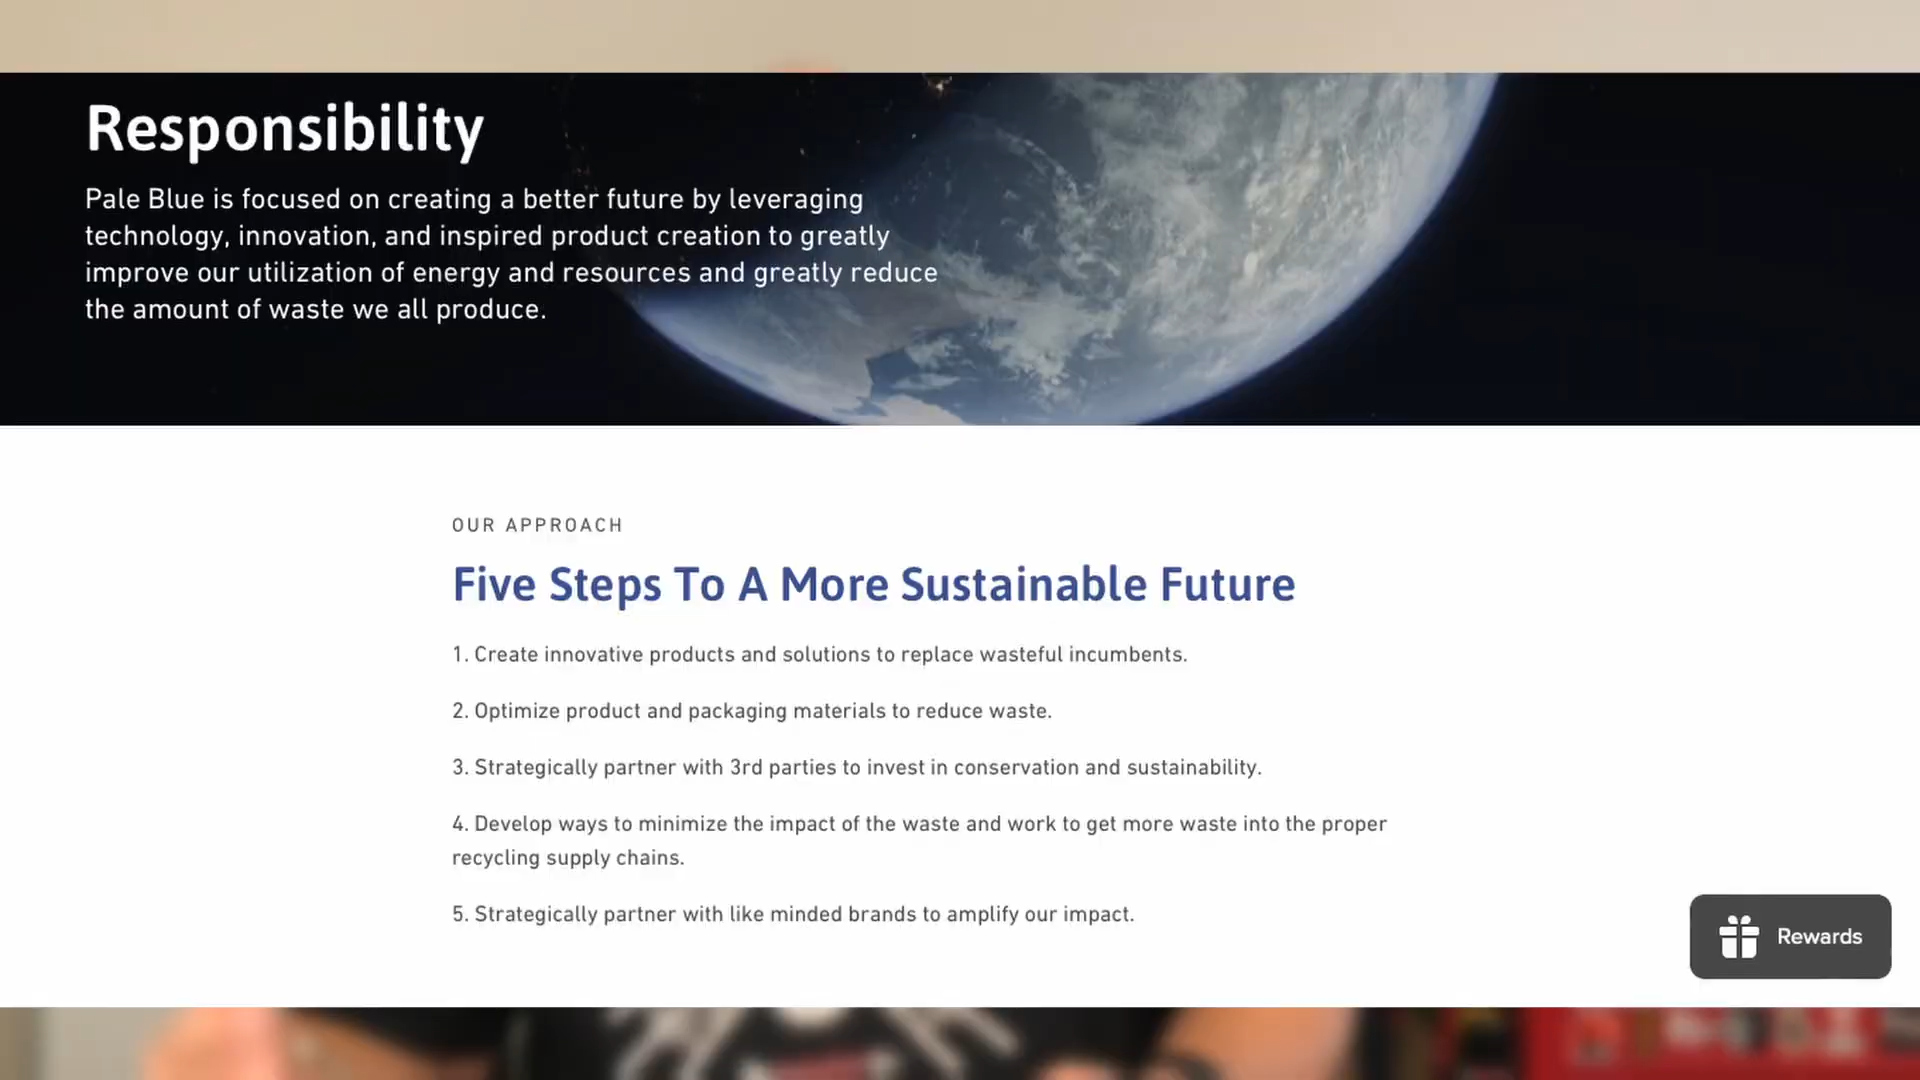 Responsibility
Pale Blue is focused on creating a better future by leveraging
technology, innovation, and inspired product creation to greatly
improve our utilization of energy and resources and greatly reduce
the amount of waste we all produce.
OUR APPROACH
Five Steps To A More Sustainable Future
1. Create innovative products and solutions to replace wasteful incumbents.
2. Optimize product and packaging materials to reduce waste.
3. Strategically partner with 3rd parties to invest in conservation and sustainability.
4. Develop ways to minimize the impact of the waste and work to get more waste into the proper
recycling supply chains.
5. Strategically partner with like minded brands to amplify our impact.
Rewards